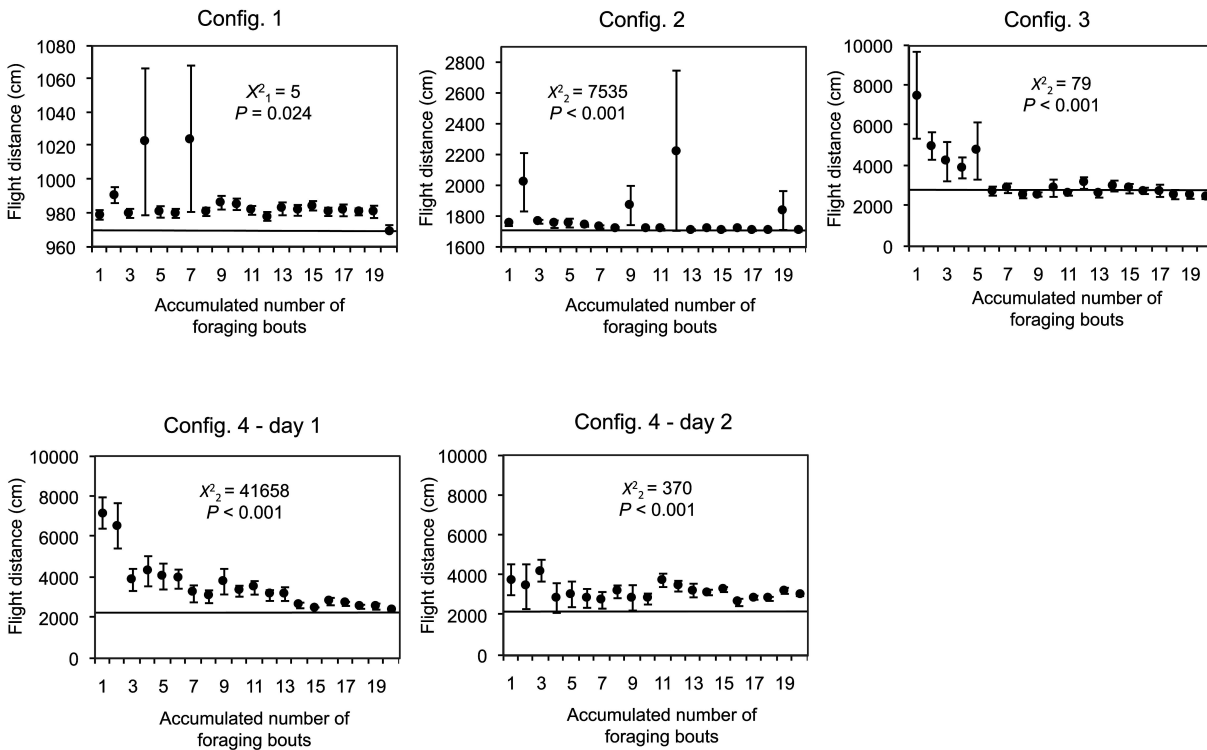 Config. 1
1080
1060
1040
1020
1000
980
960
Flight distance (cm)
X²₁ = 5
P = 0.024
1 3 5 7 9 11 13 15 17 19
Accumulated number of
foraging bouts
Config. 2
2800
2600
2400
2200
2000
1800
1600
Flight distance (cm)
X²₂ = 7535
P < 0.001
1 3 5 7 9 11 13 15 17 19
Accumulated number of
foraging bouts
Config. 3
10000
8000
6000
4000
2000
0
Flight distance (cm)
X²₂ = 79
P < 0.001
1 3 5 7 9 11 13 15 17 19
Accumulated number of
foraging bouts
Config. 4 - day 1
10000
8000
6000
4000
2000
0
Flight distance (cm)
X²₂ = 41658
P < 0.001
1 3 5 7 9 11 13 15 17 19
Accumulated number of
foraging bouts
Config. 4 - day 2
10000
8000
6000
4000
2000
0
Flight distance (cm)
X²₂ = 370
P < 0.001
1 3 5 7 9 11 13 15 17 19
Accumulated number of
foraging bouts